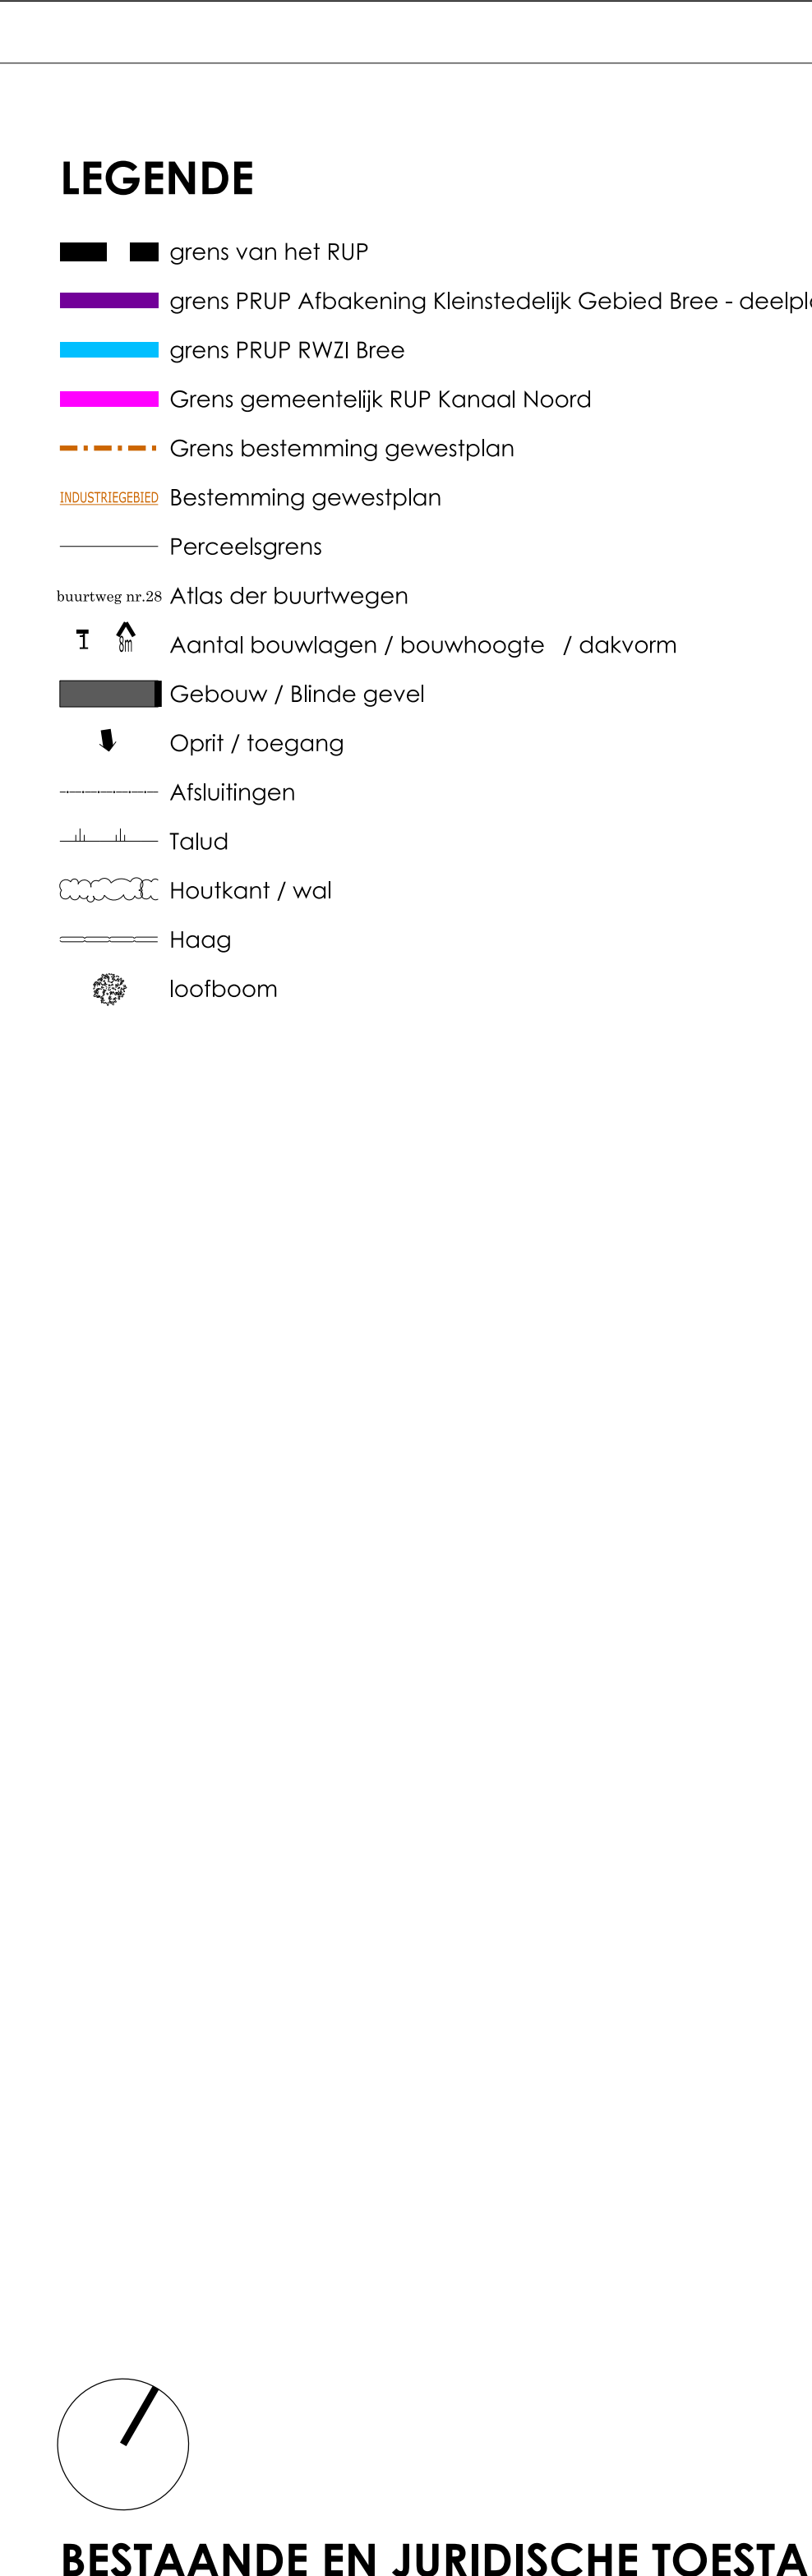 LEGENDE
grens van het RUP
grens PRUP Afbakening Kleinstedelijk Gebied Bree -
grens PRUP RWZI Bree
Grens gemeentelijk RUP Kanaal Noord
Grens bestemming gewestplan
INDUSTRIEGEBIED Bestemming gewestplan
Perceelsgrens
buurtweg nr.28 Atlas der buurtwegen
1 8m Aantal bouwlagen / bouwhoogte / dakvorm
Gebouw / Blinde gevel
Oprit / toegang
Afsluitingen
Talud
Houtkant / wal
Haag
loofboom
BESTAANDE EN JURIDISCHE